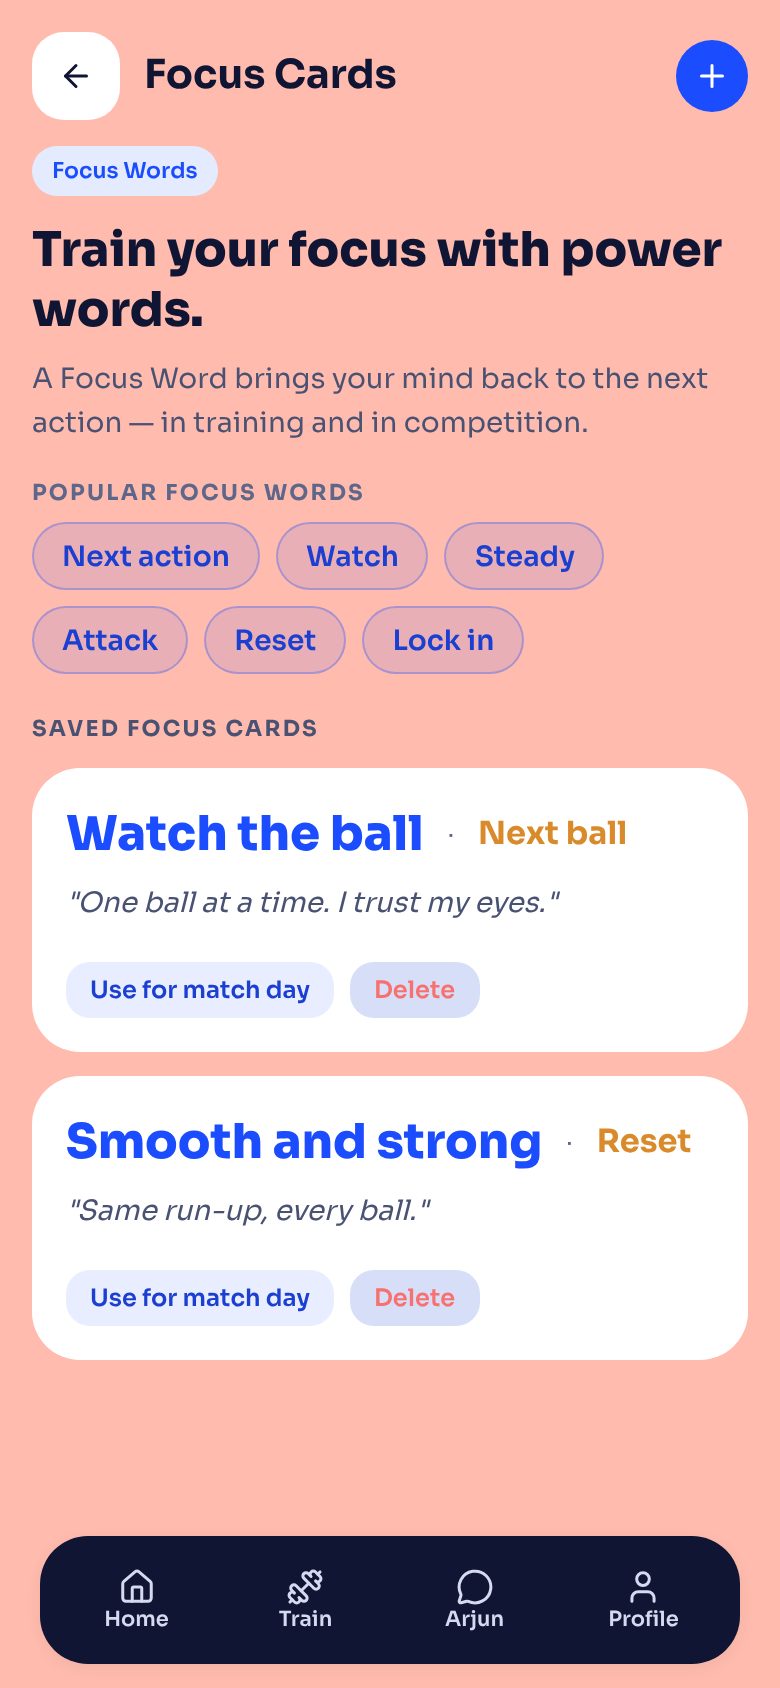 Focus Cards
Focus Words
Train your focus with power
words.
A Focus Word brings your mind back to the next
action — in training and in competition.
POPULAR FOCUS WORDS
Next action Watch Steady
Attack Reset Lock in
SAVED FOCUS CARDS
Watch the ball · Next ball
"One ball at a time. I trust my eyes."
Use for match day Delete
Smooth and strong · Reset
"Same run-up, every ball."
Use for match day Delete
Home Train Arjun Profile